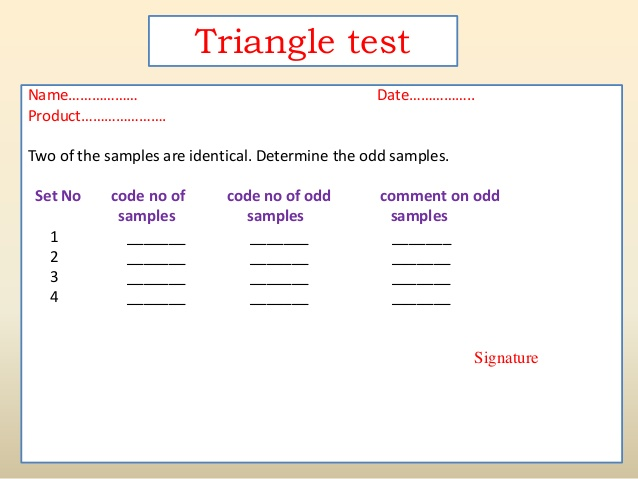 Triangle test
Name……………… Date……………..
Product…………………
Two of the samples are identical. Determine the odd samples.
Set No code no of code no of odd comment on odd
samples samples samples
1 _______ _______ _______
2 _______ _______ _______
3 _______ _______ _______
4 _______ _______ _______
Signature